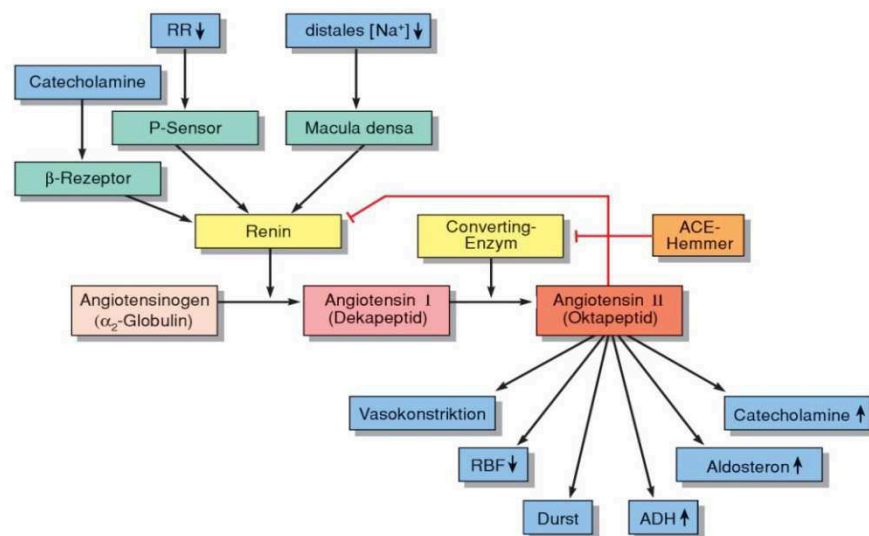 RR ↓
distales [Na⁺] ↓
Catecholamine
P-Sensor
Macula densa
β-Rezeptor
Renin
Converting-
Enzym
ACE-
Hemmer
Angiotensinogen
(α₂-Globulin)
Angiotensin I
(Dekapeptid)
Angiotensin II
(Oktapeptid)
Vasokonstriktion
Catecholamine ↑
RBF ↓
Aldosteron ↑
Durst
ADH ↑